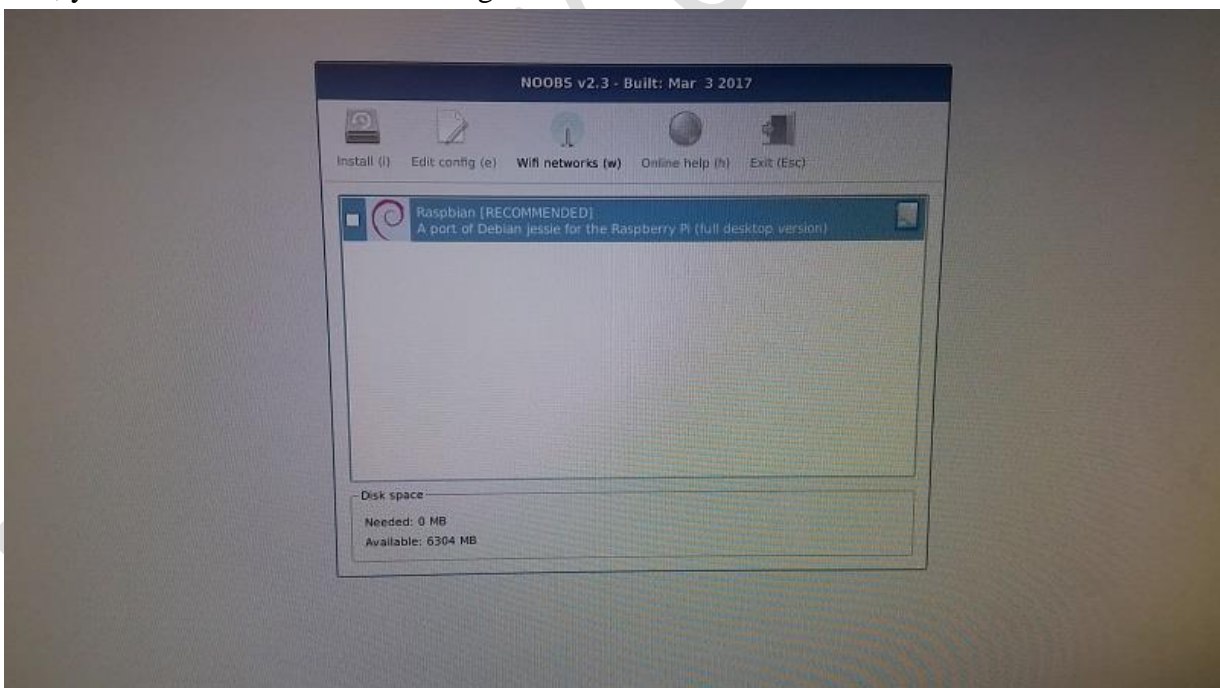 NOOBS v2.3 - Built: Mar 3 2017
Install (i) Edit config (e) Wifi networks (w) Online help (h) Exit (Esc)
Raspbian [RECOMMENDED]
A port of Debian jessie for the Raspberry Pi (full desktop version)
Disk space
Needed: 0 MB
Available: 6304 MB